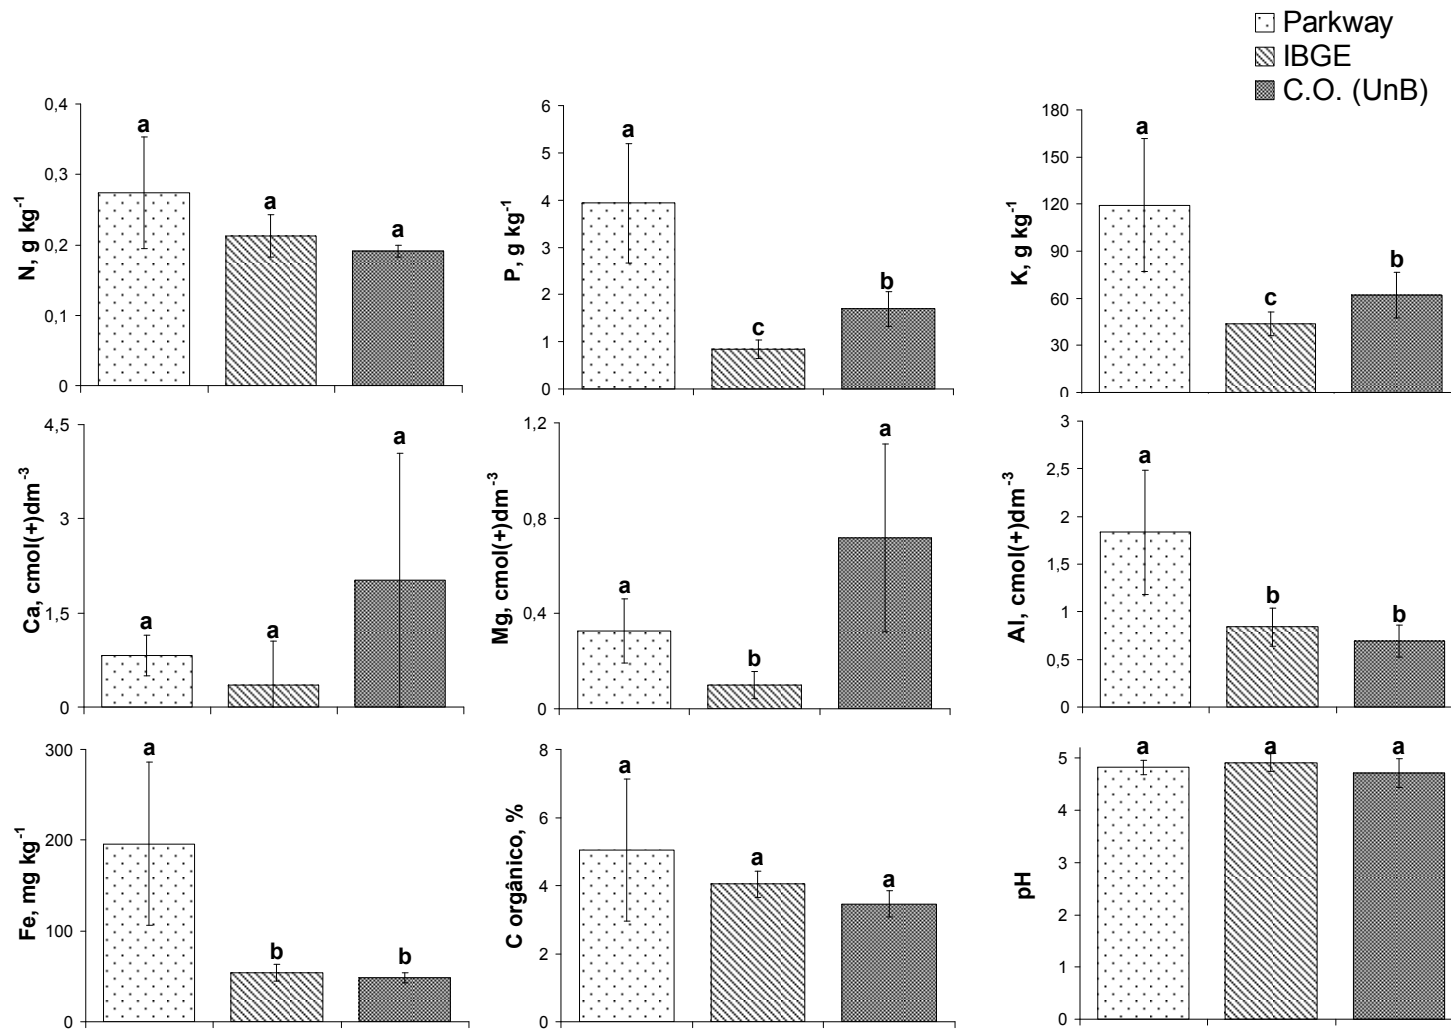 Parkway
IBGE
C.O. (UnB)
N, g kg⁻¹
0,4
0,3
0,2
0,1
0
a
a
a
P, g kg⁻¹
6
5
4
3
2
1
0
a
c
b
K, g kg⁻¹
180
150
120
90
60
30
0
a
c
b
Ca, cmol(+)dm⁻³
4,5
3
1,5
0
a
a
a
Mg, cmol(+)dm⁻³
1,2
0,8
0,4
0
a
b
a
Al, cmol(+)dm⁻³
3
2,5
2
1,5
1
0,5
0
a
b
b
Fe, mg kg⁻¹
300
200
100
0
a
b
b
C orgânico, %
8
6
4
2
0
a
a
a
pH
5
4
3
2
1
0
a
a
a